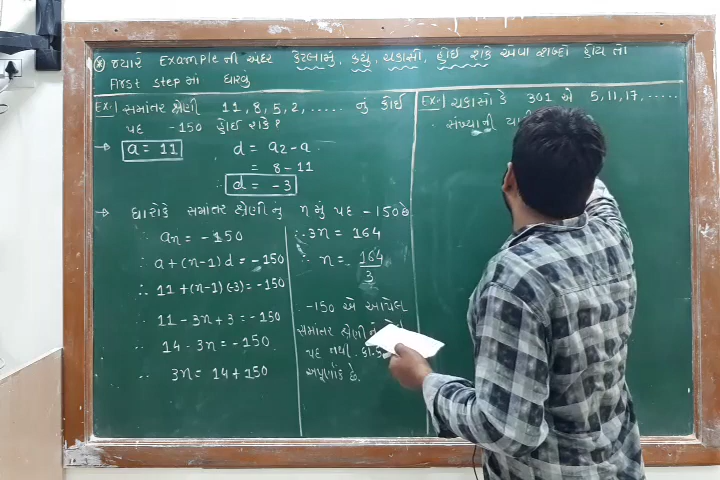 * જ્યારે Example ની અંદર કેટલામું, કયું, ચકાસો, હોઈ શકે એવા શબ્દો હોય તો
First step માં ધારવું
Ex-1 સમાંતર શ્રેણી 11, 8, 5, 2, ...... નું કોઈ
પદ -150 હોઈ શકે?
→ a = 11
d = a2 - a
= 8 - 11
∴ d = -3
→ ધારોકે સમાંતર શ્રેણીનું n મું પદ -150 છે
∴ an = -150
∴ a + (n-1) d = -150
∴ 11 + (n-1) (-3) = -150
∴ 11 - 3n + 3 = -150
∴ 14 - 3n = -150
∴ 3n = 14 + 150
∴ 3n = 164
∴ n = 164/3
-150 એ આપેલ
સમાંતર શ્રેણીનું
પદ નથી.
અપૂર્ણાંક છે.
Ex-1 ચકાસો કે 301 એ 5, 11, 17, ......
સંખ્યાની